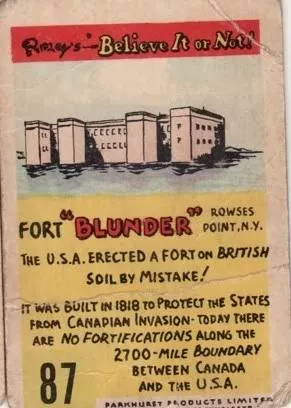 Ripley's— Believe It or Not!
FORT "BLUNDER" ROWSES
POINT, N.Y.
THE U.S.A. ERECTED A FORT ON BRITISH
SOIL BY MISTAKE!
IT WAS BUILT IN 1818 TO PROTECT THE STATES
FROM CANADIAN INVASION- TODAY THERE
ARE NO FORTIFICATIONS ALONG THE
2700-MILE BOUNDARY
BETWEEN CANADA
AND THE U.S.A.
87
PARKHURST PRODUCTS LIMITED